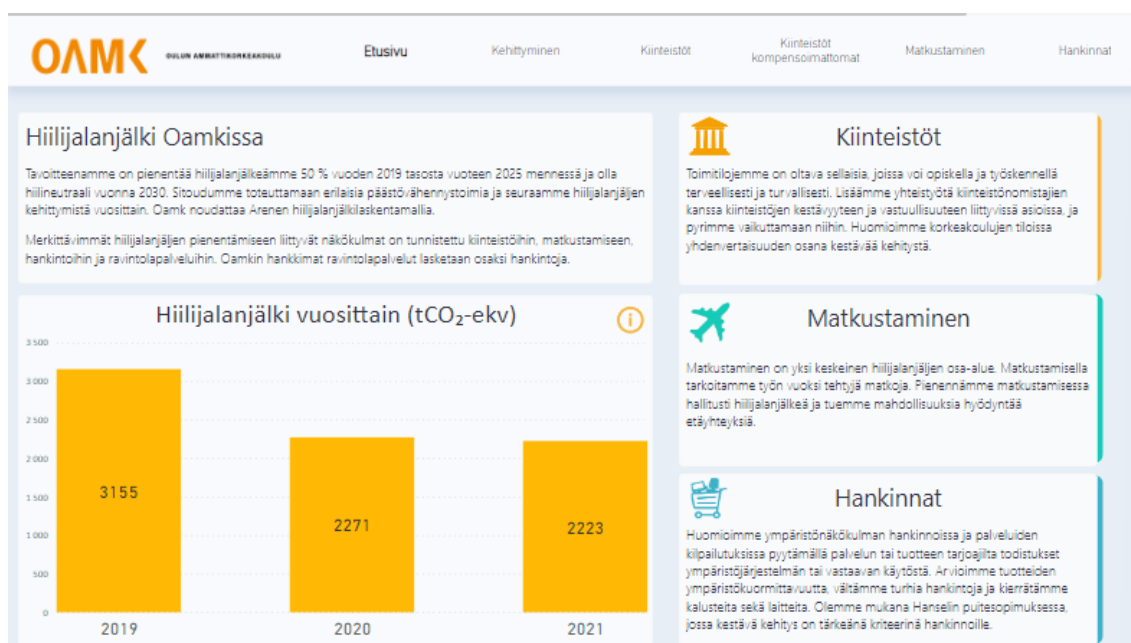 OAMK OULUN AMMATTIKORKEAKOULU Etusivu Kehittyminen Kiinteistöt Kiinteistöt kompensoimattomat Matkustaminen Hankinnat
Hiilijalanjälki Oamkissa
Tavoitteenamme on pienentää hiilijalanjälkeämme 50 % vuoden 2019 tasosta vuoteen 2025 mennessä ja olla
hiilineutraali vuonna 2030. Sitoudumme toteuttamaan erilaisia päästövähennystoimia ja seuraamme hiilijalanjäljen
kehittymistä vuosittain. Oamk noudattaa Arenen hiilijalanjälkilaskentamallia.
Merkittävimmät hiilijalanjäljen pienentämiseen liittyvät näkökulmat on tunnistettu kiinteistöihin, matkustamiseen,
hankintoihin ja ravintolapalveluihin. Oamkin hankkimat ravintolapalvelut lasketaan osaksi hankintoja.
Hiilijalanjälki vuosittain (tCO₂-ekv)
3 500
3 000
2 500
2 000
1 500
1 000
500
0
3155
2271
2223
2019 2020 2021
Kiinteistöt
Toimitilojemme on oltava sellaisia, joissa voi opiskella ja työskennellä
terveellisesti ja turvallisesti. Lisäämme yhteistyötä kiinteistönomistajien
kanssa kiinteistöjen kestävyyteen ja vastuullisuuteen liittyvissä asioissa, ja
pyrimme vaikuttamaan niihin. Huomioimme korkeakoulujen tiloissa
yhdenvertaisuuden osana kestävää kehitystä.
Matkustaminen
Matkustaminen on yksi keskeinen hiilijalanjäljen osa-alue. Matkustamisella
tarkoitamme työn vuoksi tehtyjä matkoja. Pienennämme matkustamisessa
hallitusti hiilijalanjälkeä ja tuemme mahdollisuuksia hyödyntää
etäyhteyksiä.
Hankinnat
Huomioimme ympäristönäkökulman hankinnoissa ja palveluiden
kilpailutuksissa pyytämällä palvelun tai tuotteen tarjoajilta todistukset
ympäristöjärjestelmän tai vastaavan käytöstä. Arvioimme tuotteiden
ympäristökuormittavuutta, vältämme turhia hankintoja ja kierrätämme
kalusteita sekä laitteita. Olemme mukana Hanselin puitesopimuksessa,
jossa kestävä kehitys on tärkeänä kriteerinä hankinnoille.